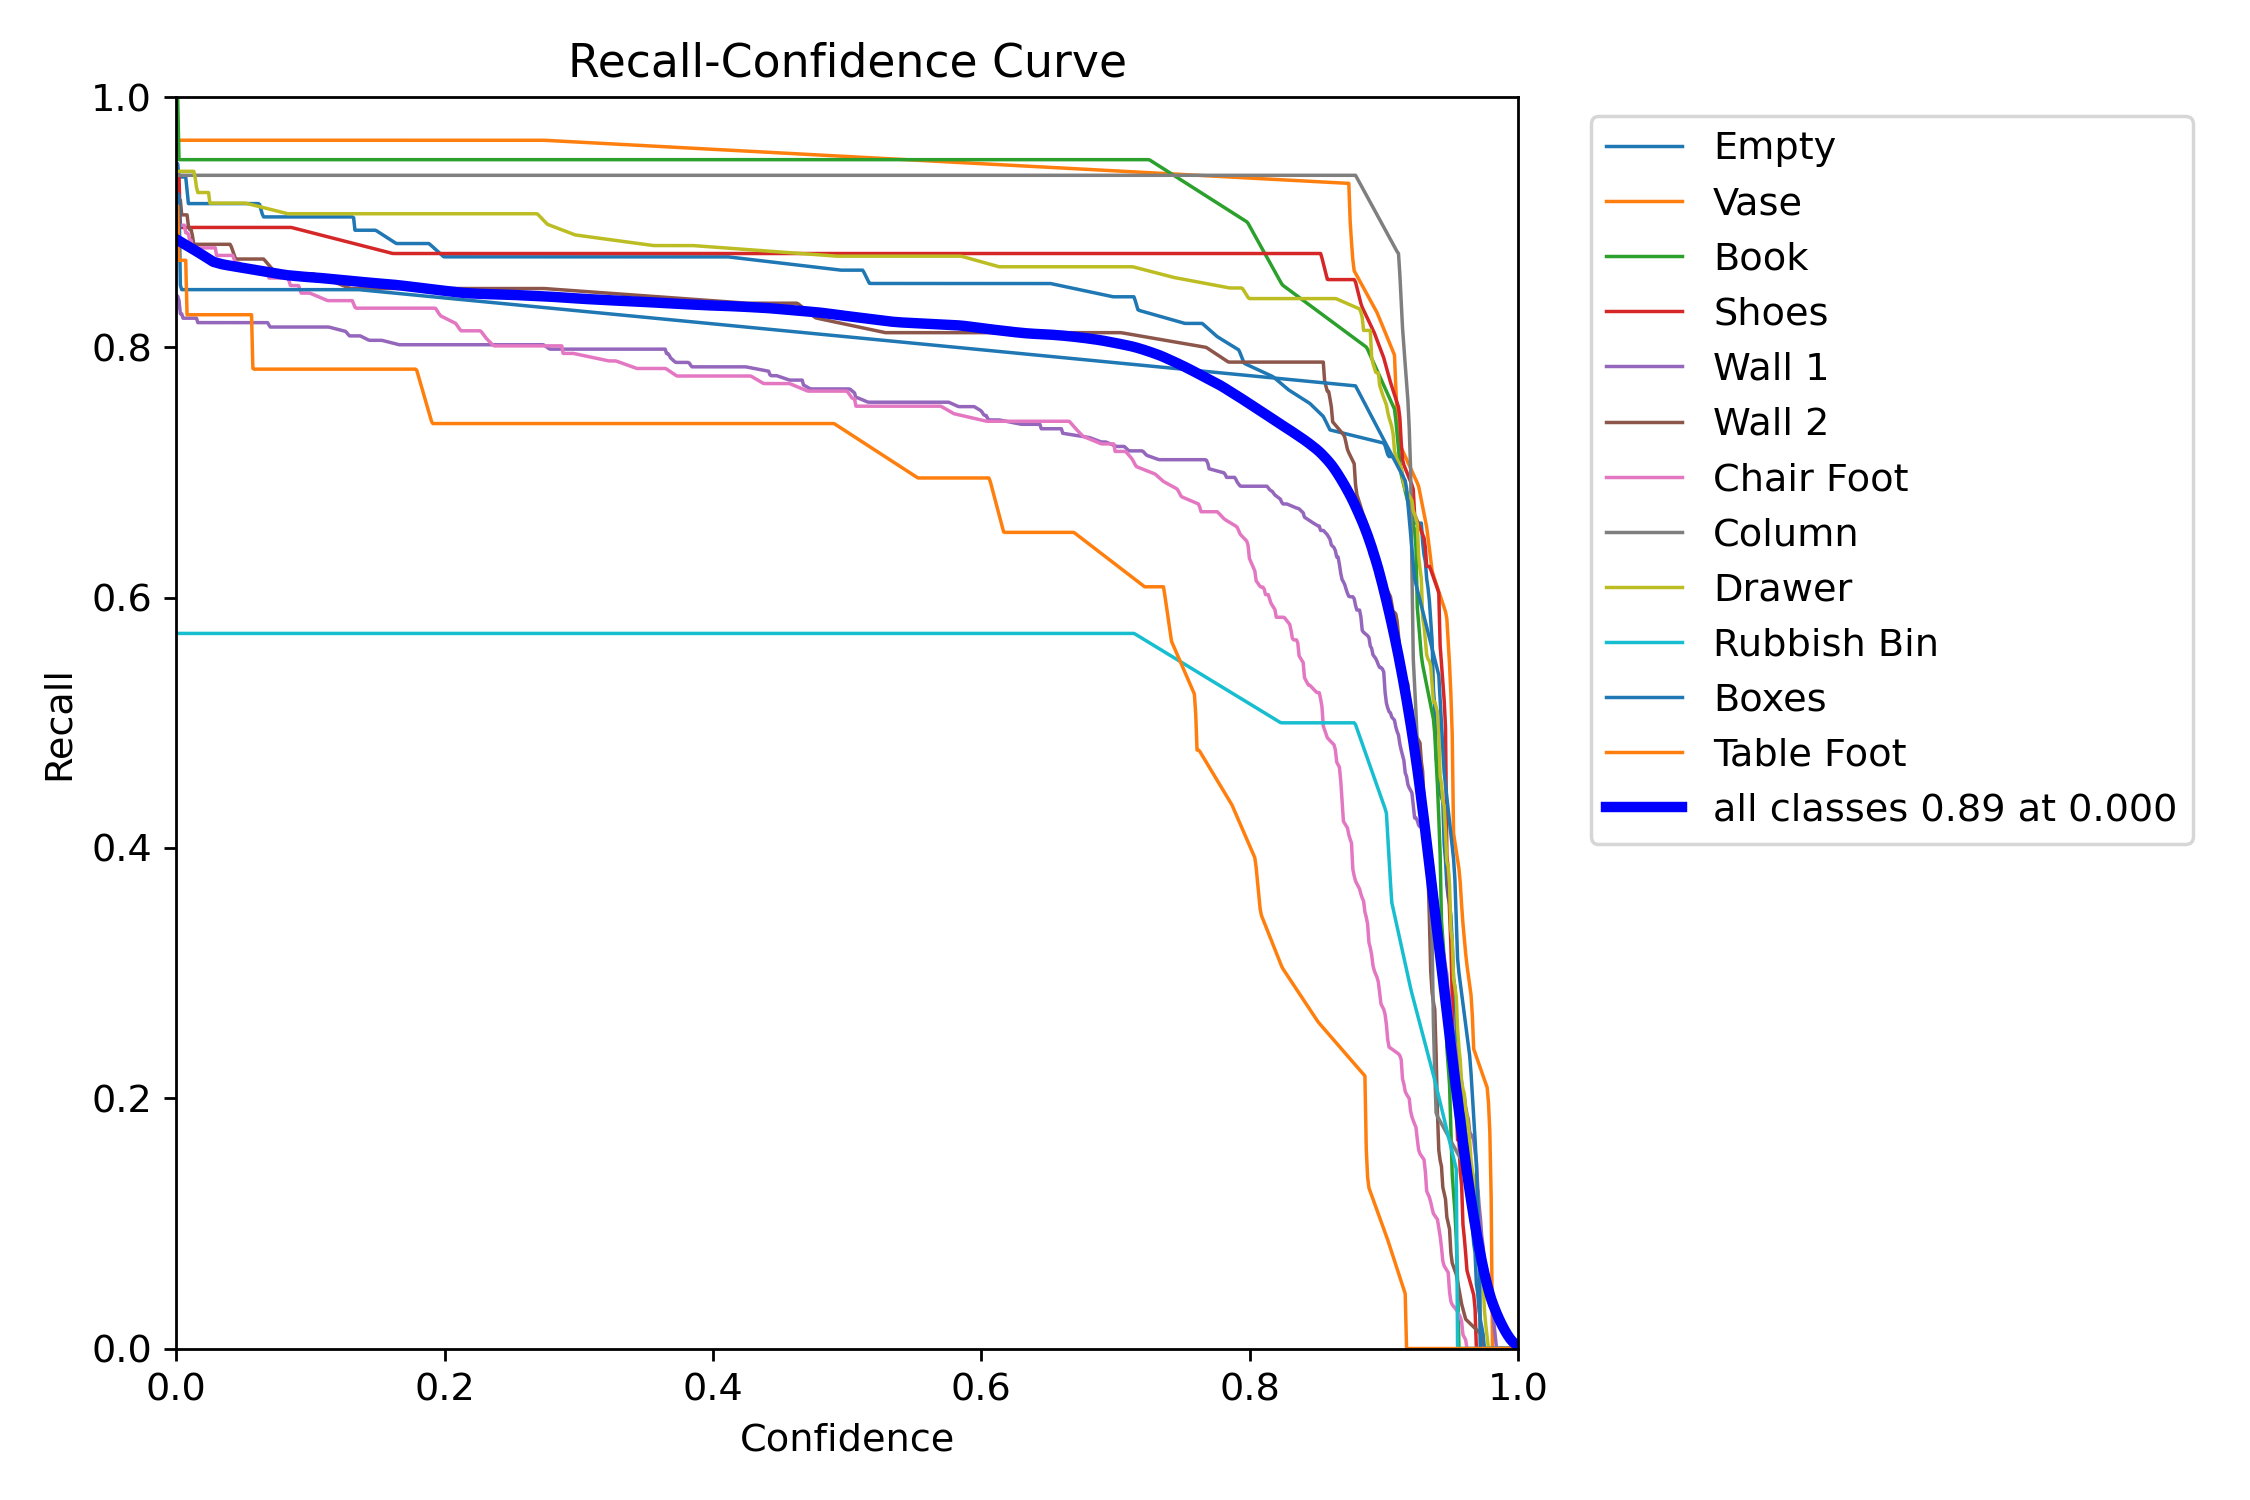 Recall-Confidence Curve
1.0
0.8
0.6
0.4
0.2
0.0
Recall
0.0 0.2 0.4 0.6 0.8 1.0
Confidence
Empty
Vase
Book
Shoes
Wall 1
Wall 2
Chair Foot
Column
Drawer
Rubbish Bin
Boxes
Table Foot
all classes 0.89 at 0.000